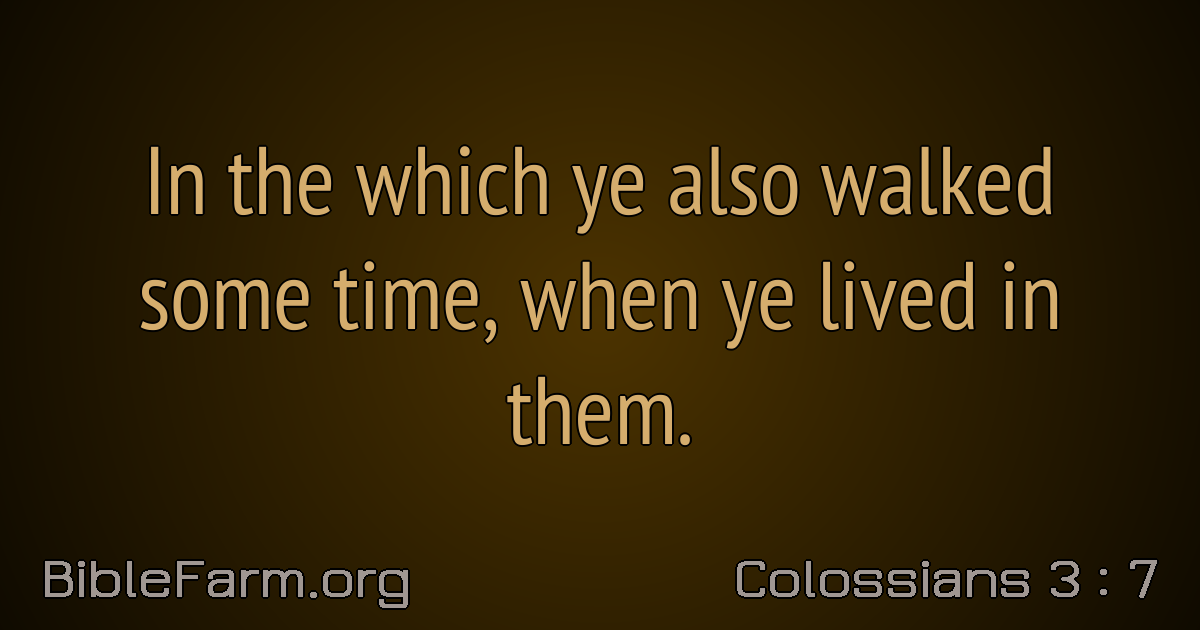 In the which ye also walked
some time, when ye lived in
them.
BibleFarm.org
Colossians 3 : 7